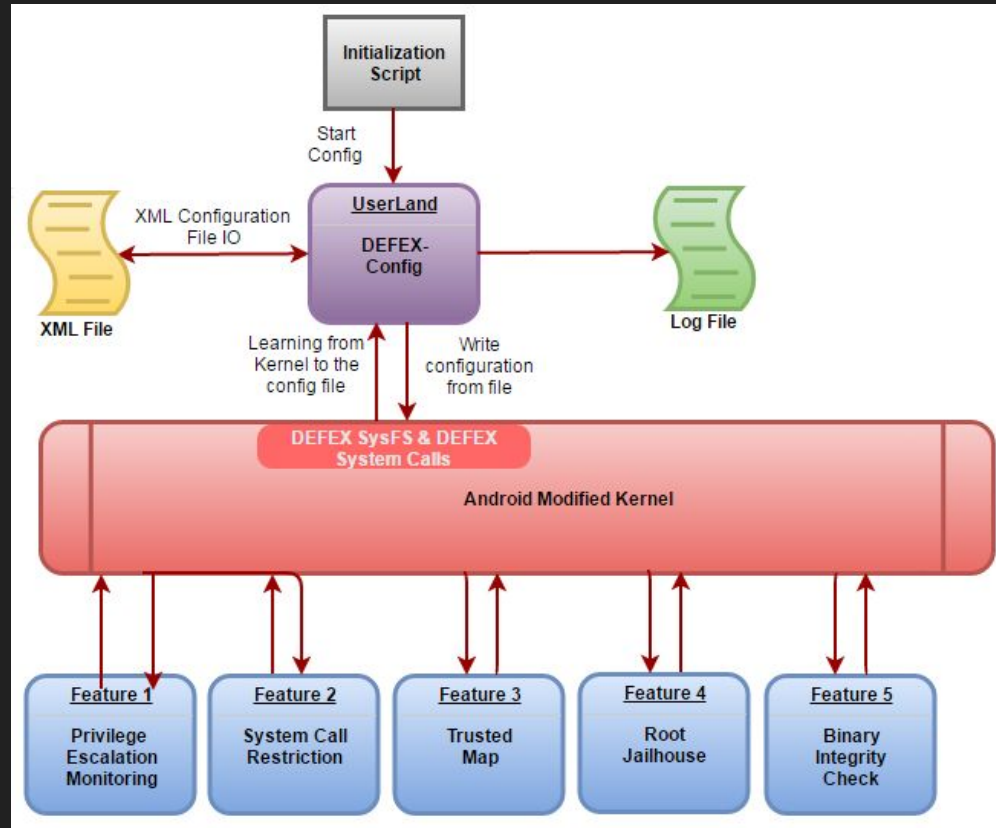 Initialization
Script
Start
Config
UserLand
DEFEX-
Config
XML Configuration
File IO
XML File
Log File
Learning from
Kernel to the
config file
Write
configuration
from file
DEFEX SysFS & DEFEX
System Calls
Android Modified Kernel
Feature 1
Privilege
Escalation
Monitoring
Feature 2
System Call
Restriction
Feature 3
Trusted
Map
Feature 4
Root
Jailhouse
Feature 5
Binary
Integrity
Check